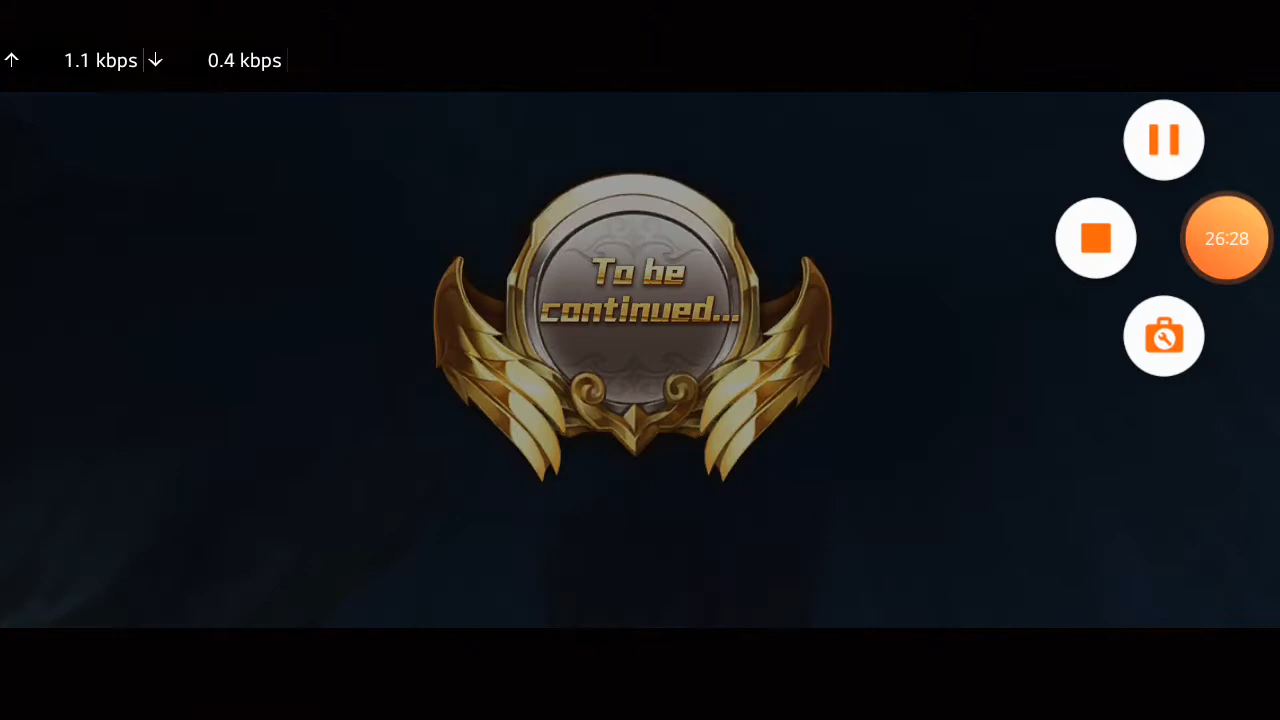 ↑ 1.1 kbps ↓ 0.4 kbps
26:28
To be
continued...